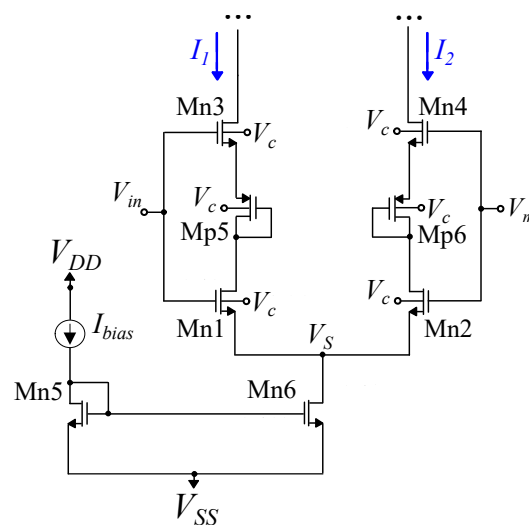 ... ...
I1 I2
Mn3 Mn4
Vc Vc
Vin Vc Vc Vn
Mp5 Mp6
VDD
Vc Vc
Mn1 Mn2
Ibias VS
Mn5 Mn6
VSS